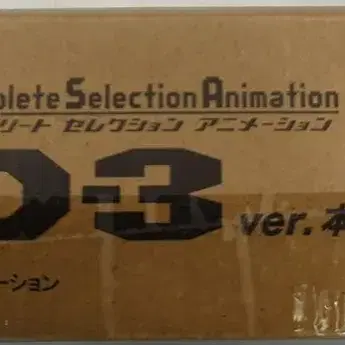 plete Selection Animation
リート セレクション アニメーション
D-3 ver. 本
ーション